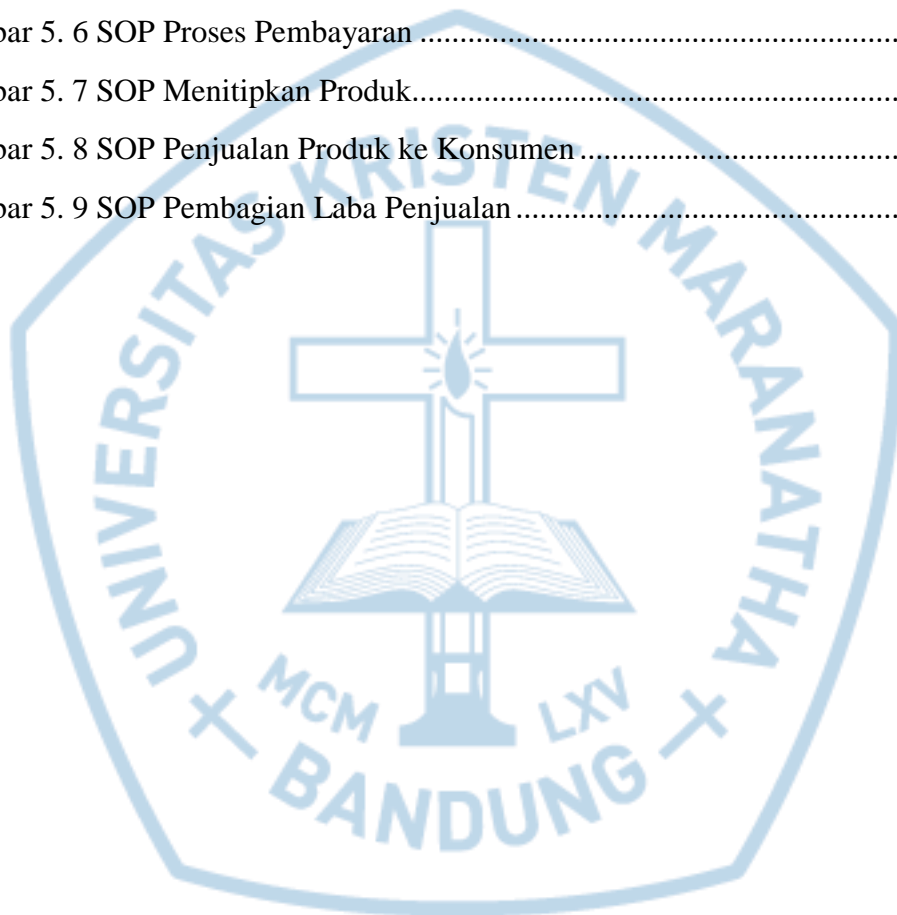 bar 5. 6 SOP Proses Pembayaran ..........................................................................
bar 5. 7 SOP Menitipkan Produk...........................................................................
bar 5. 8 SOP Penjualan Produk ke Konsumen ..................................................
bar 5. 9 SOP Pembagian Laba Penjualan ............................................................
UNIVERSITAS KRISTEN MARANATHA
MCM LXV
BANDUNG